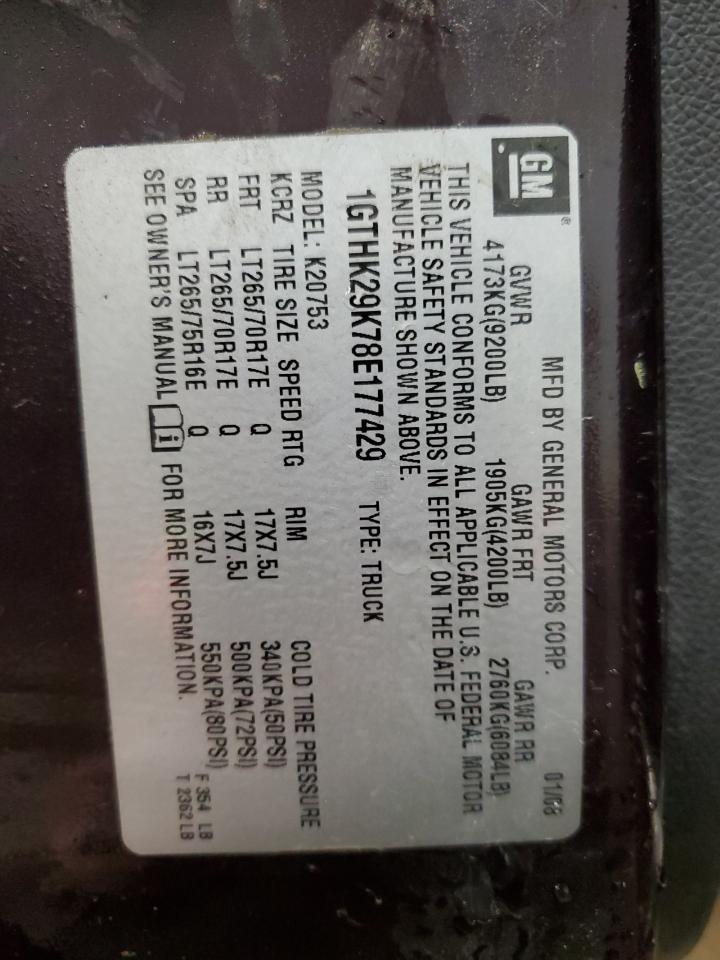 GM ®
MFD BY GENERAL MOTORS CORP. 01/08
GVWR GAWR FRT GAWR RR
4173KG(9200LB) 1905KG(4200LB) 2760KG(6084LB)
THIS VEHICLE CONFORMS TO ALL APPLICABLE U.S. FEDERAL MOTOR
VEHICLE SAFETY STANDARDS IN EFFECT ON THE DATE OF
MANUFACTURE SHOWN ABOVE.
1GTHK29K78E177429 TYPE: TRUCK
MODEL: K20753
KCRZ TIRE SIZE SPEED RTG RIM COLD TIRE PRESSURE
FRT LT265/70R17E Q 17X7.5J 340KPA(50PSI)
RR LT265/70R17E Q 17X7.5J 500KPA(72PSI)
SPA LT265/75R16E Q 16X7J 550KPA(80PSI)
SEE OWNER'S MANUAL i FOR MORE INFORMATION.
F 354 LB
T 2362 LB